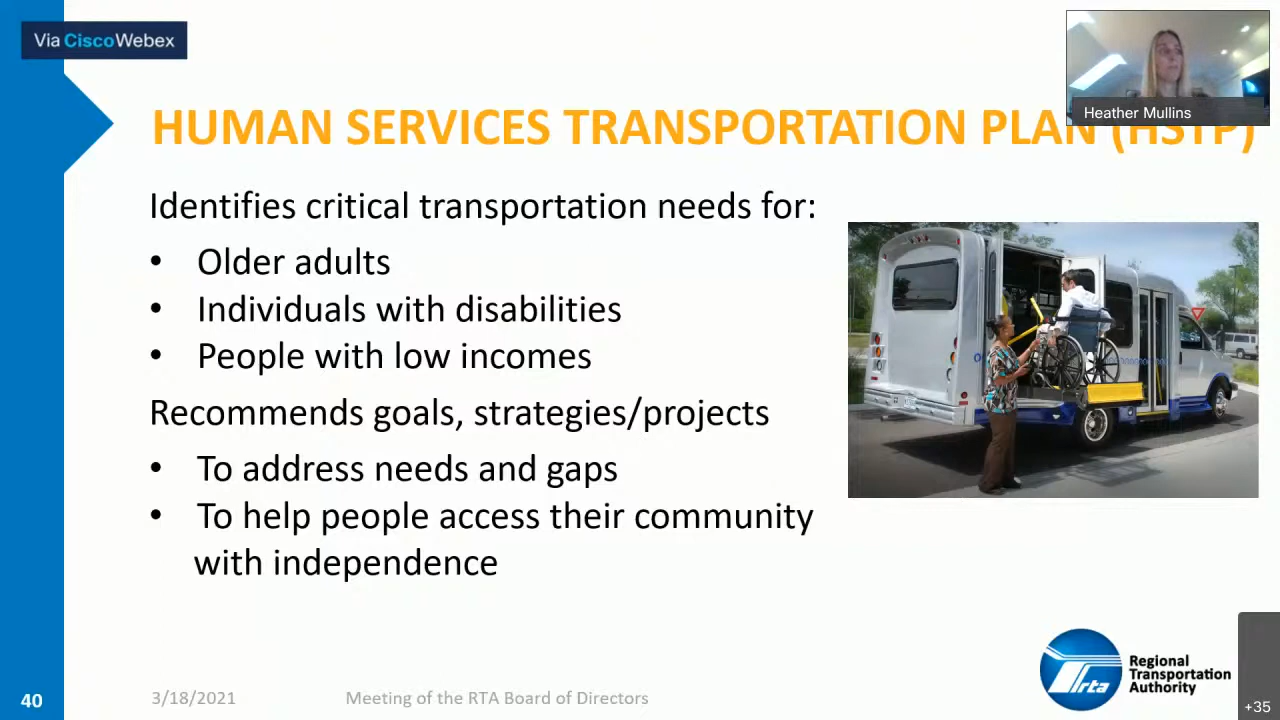 Via CiscoWebex
Heather Mullins
HUMAN SERVICES TRANSPORTATION PLAN (HSTP)
Identifies critical transportation needs for:
• Older adults
• Individuals with disabilities
• People with low incomes
Recommends goals, strategies/projects
• To address needs and gaps
• To help people access their community
with independence
rta
Regional
Transportation
Authority
40
3/18/2021
Meeting of the RTA Board of Directors
+35